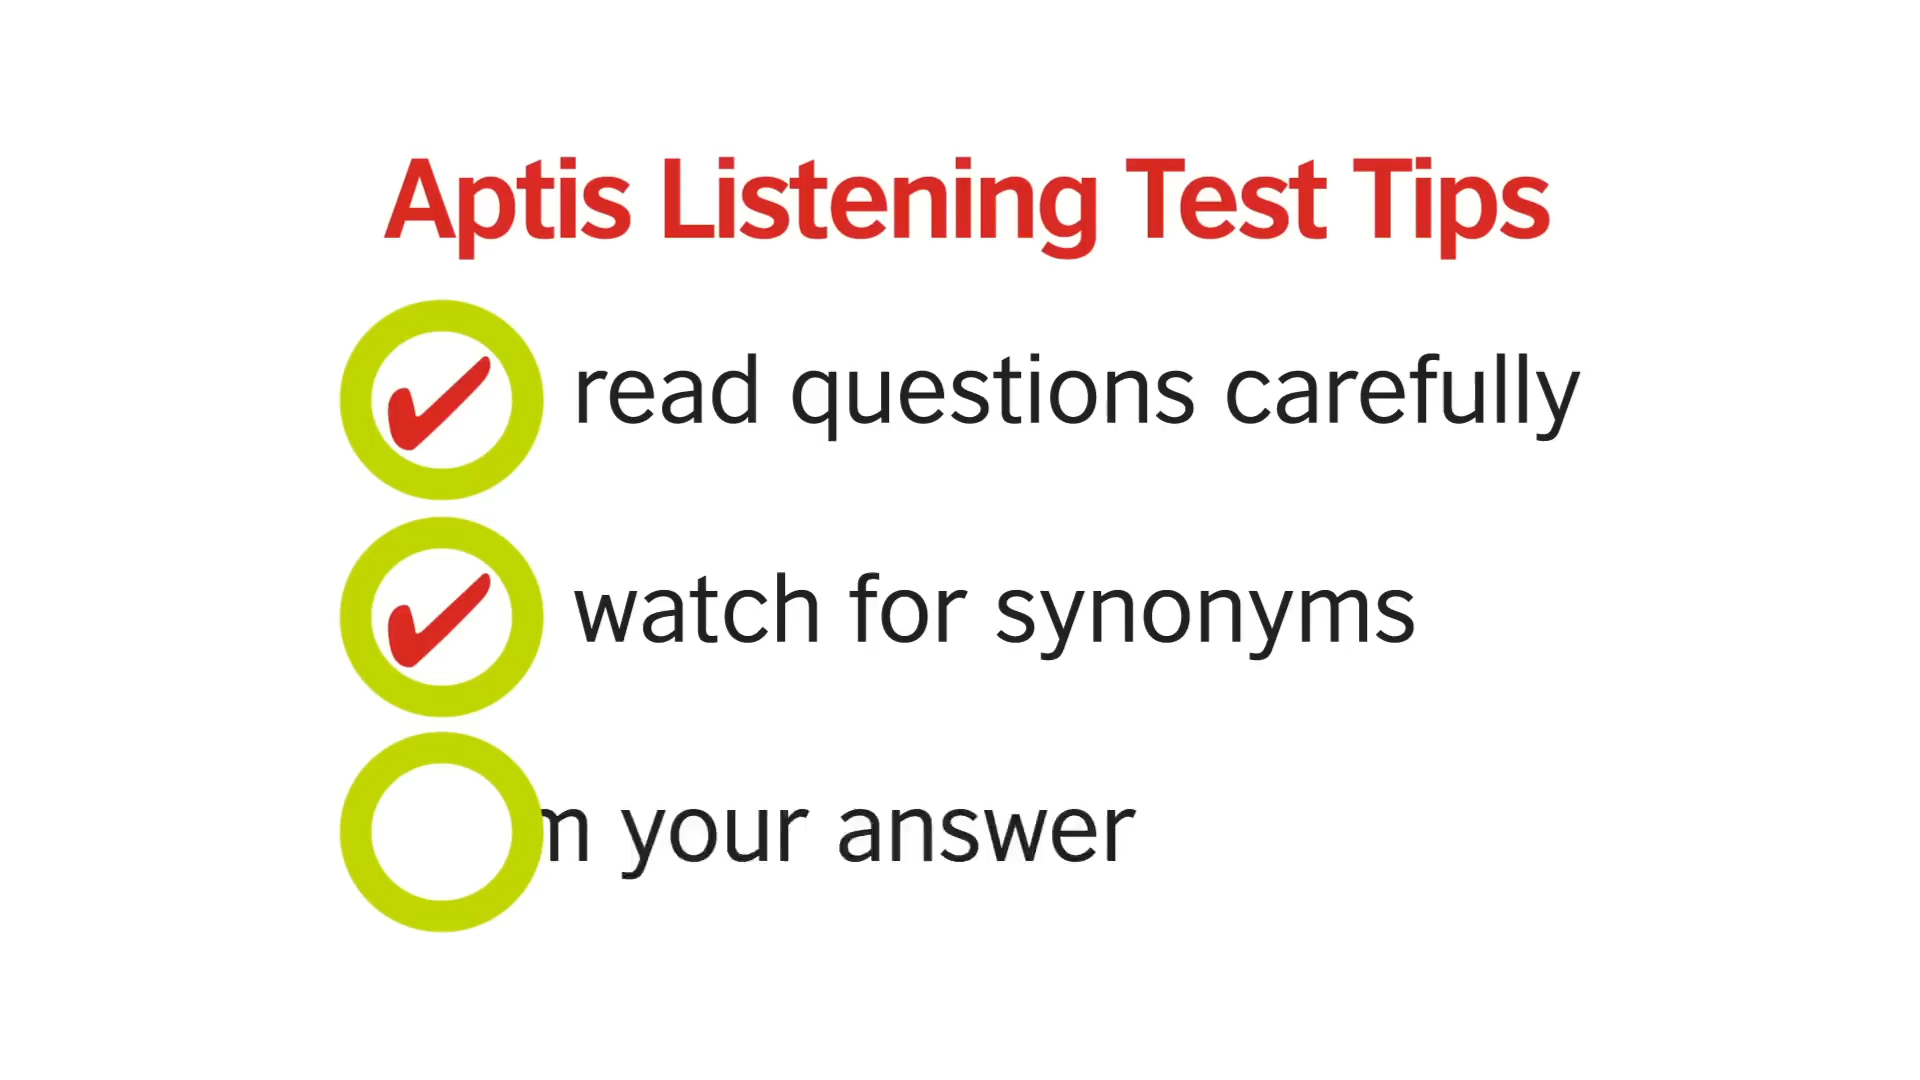 Aptis Listening Test Tips
read questions carefully
watch for synonyms
your answer